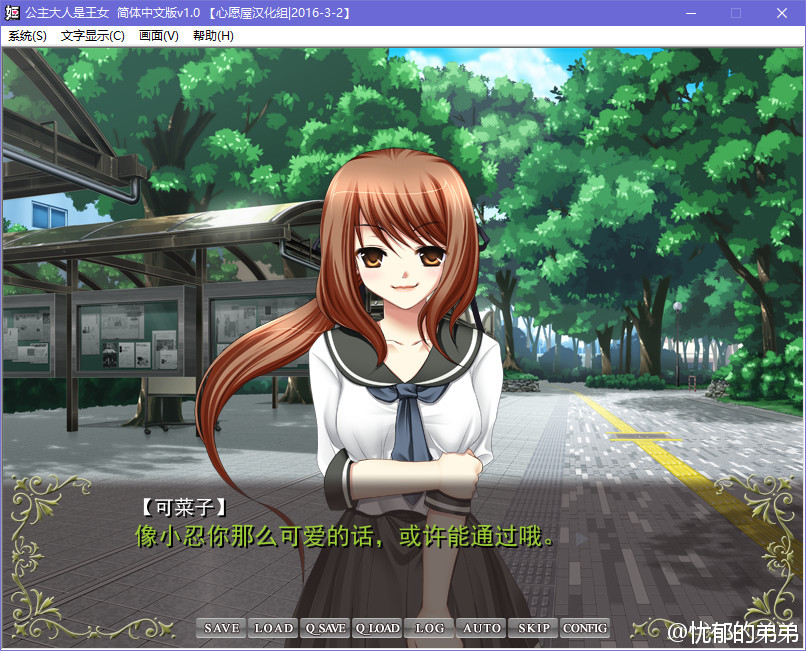 公主大人是王女 简体中文版v1.0 【心愿屋汉化组|2016-3-2】
系统(S) 文字显示(C) 画面(V) 帮助(H)
【可菜子】
像小忍你那么可爱的话，或许能通过哦。
SAVE LOAD Q_SAVE Q_LOAD LOG AUTO SKIP CONFIG
@忧郁的弟弟